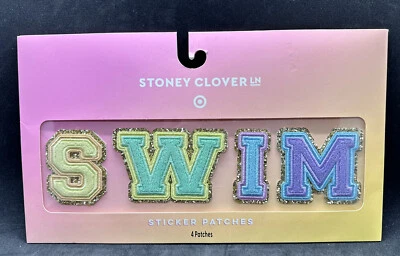 STONEY CLOVER LN
SWIM
STICKER PATCHES
4 Patches